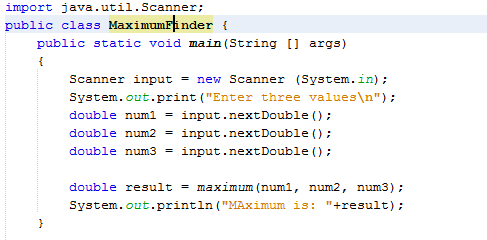 import java.util.Scanner;
public class MaximumFinder {
public static void main(String [] args)
{
Scanner input = new Scanner (System.in);
System.out.print("Enter three values\n");
double num1 = input.nextDouble();
double num2 = input.nextDouble();
double num3 = input.nextDouble();
double result = maximum(num1, num2, num3);
System.out.println("MAximum is: "+result);
}